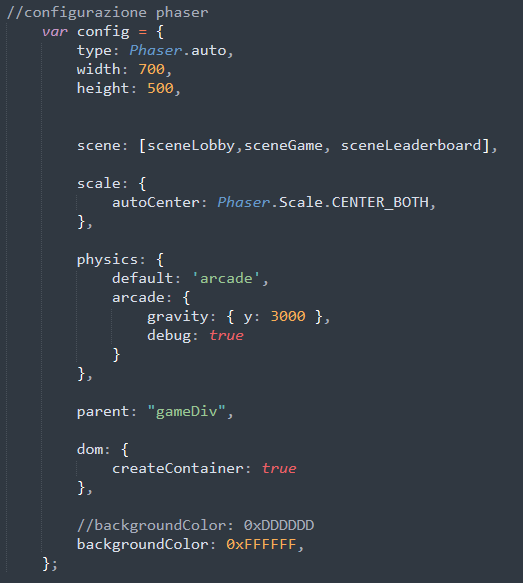 //configurazione phaser
var config = {
type: Phaser.auto,
width: 700,
height: 500,
scene: [sceneLobby,sceneGame, sceneLeaderboard],
scale: {
autoCenter: Phaser.Scale.CENTER_BOTH,
},
physics: {
default: 'arcade',
arcade: {
gravity: { y: 3000 },
debug: true
}
},
parent: "gameDiv",
dom: {
createContainer: true
},
//backgroundColor: 0xDDDDDD
backgroundColor: 0xFFFFFF,
};